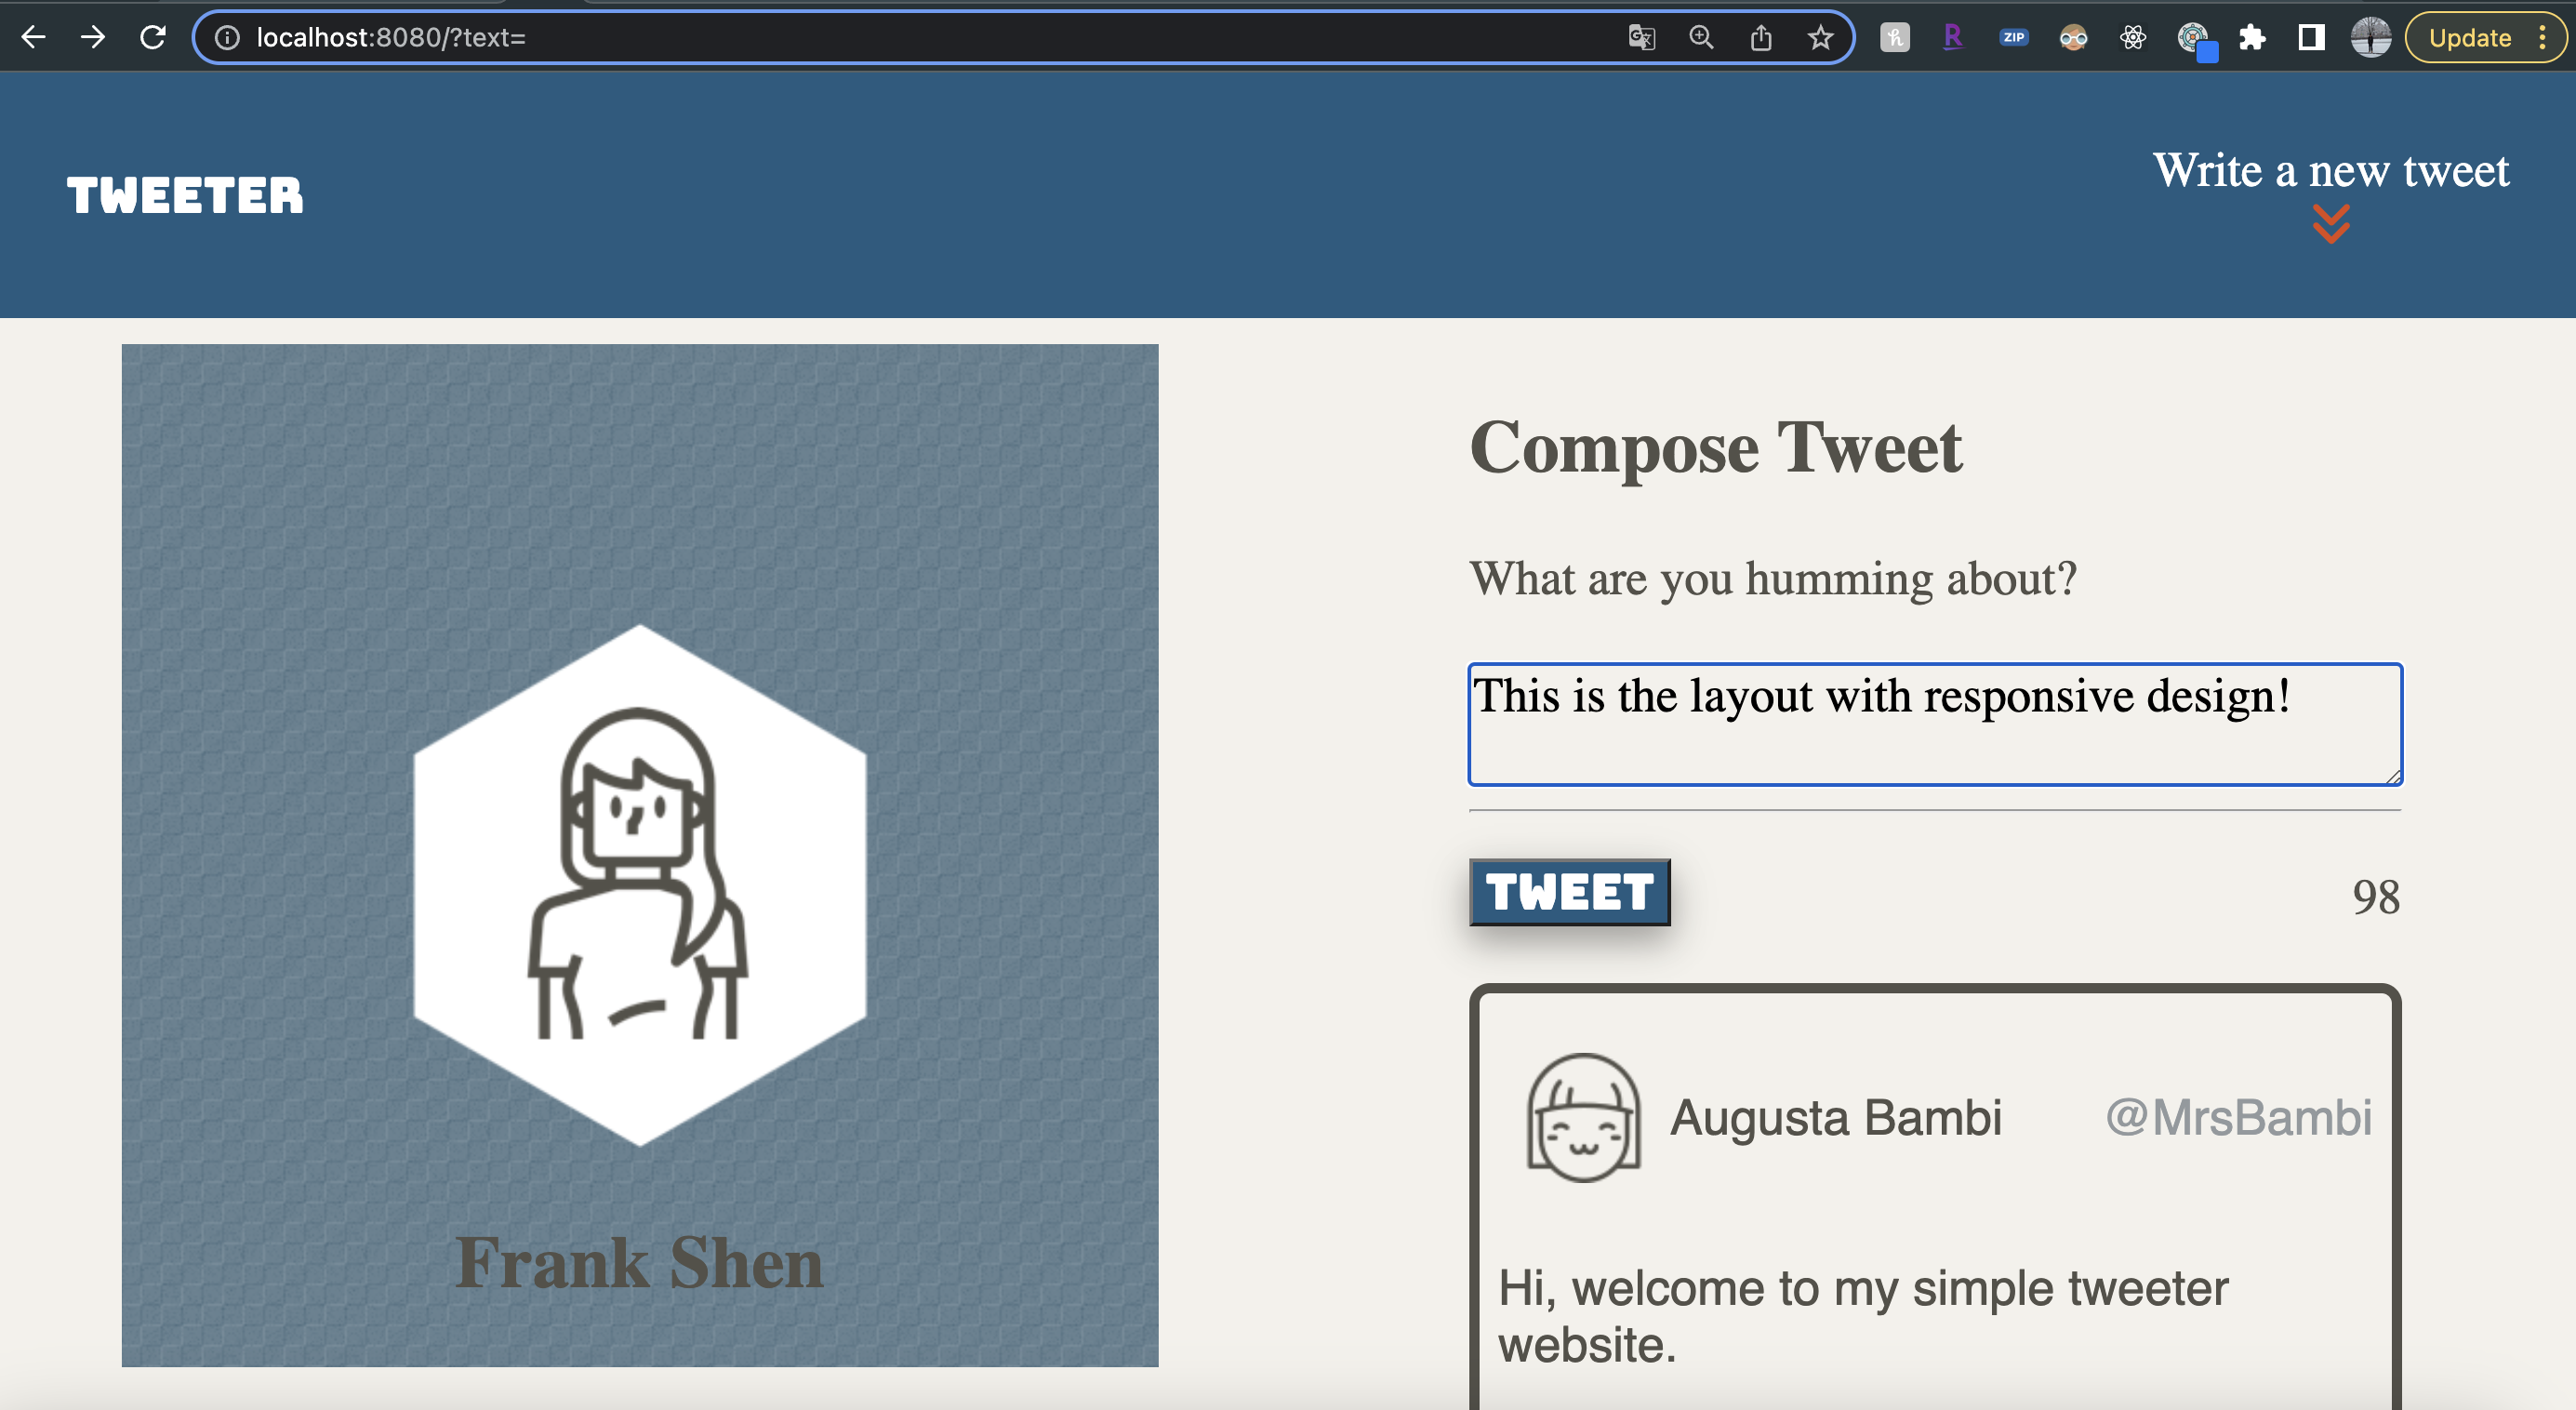 localhost:8080/?text=
ZIP
R
Update
TWEETER
Write a new tweet
Compose Tweet
What are you humming about?
This is the layout with responsive design!
TWEET
98
Frank Shen
Augusta Bambi @MrsBambi
Hi, welcome to my simple tweeter
website.